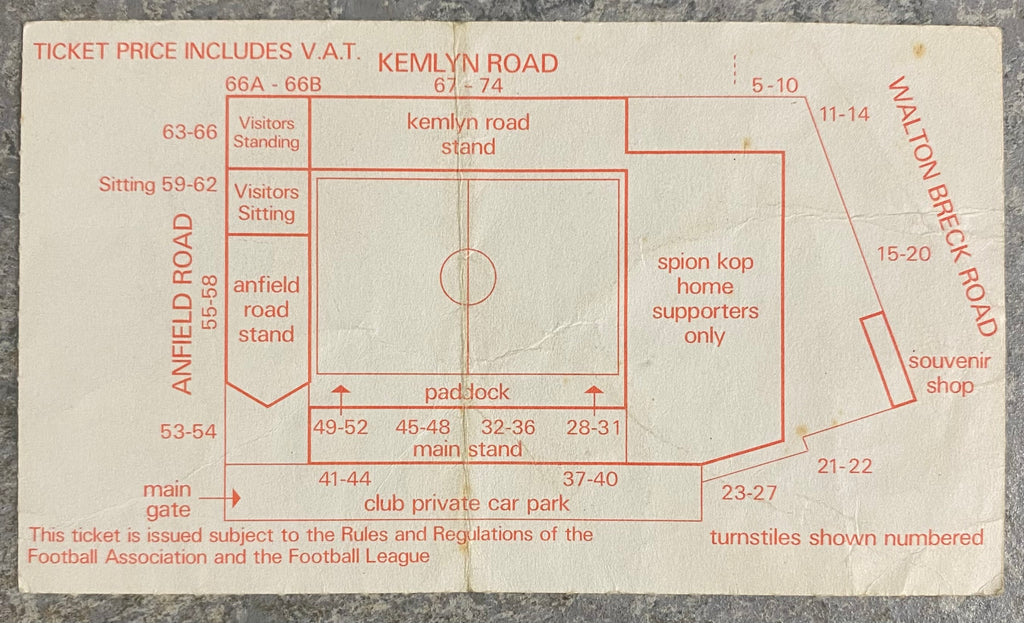 TICKET PRICE INCLUDES V.A.T.
KEMLYN ROAD
66A - 66B
67 - 74
5-10
11-14
WALTON BRECK ROAD
63-66
Visitors
Standing
kemlyn road
stand
Sitting 59-62
Visitors
Sitting
ANFIELD ROAD
55-58
anfield
road
stand
spion kop
home
supporters
only
15-20
souvenir
shop
paddock
53-54
49-52
45-48
32-36
28-31
main stand
41-44
37-40
21-22
23-27
main
gate
club private car park
This ticket is issued subject to the Rules and Regulations of the
Football Association and the Football League
turnstiles shown numbered